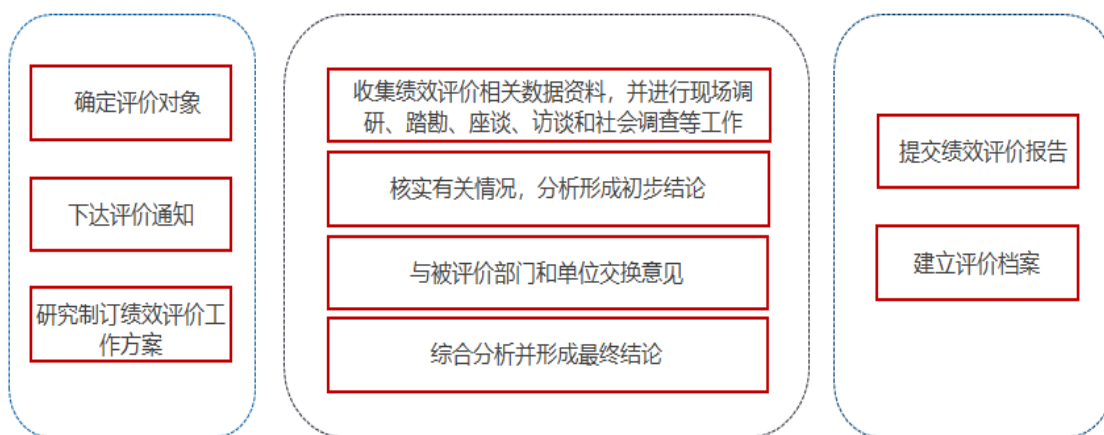 确定评价对象
下达评价通知
研究制订绩效评价工
作方案
收集绩效评价相关数据资料，并进行现场调
研、踏勘、座谈、访谈和社会调查等工作
核实有关情况，分析形成初步结论
与被评价部门和单位交换意见
综合分析并形成最终结论
提交绩效评价报告
建立评价档案